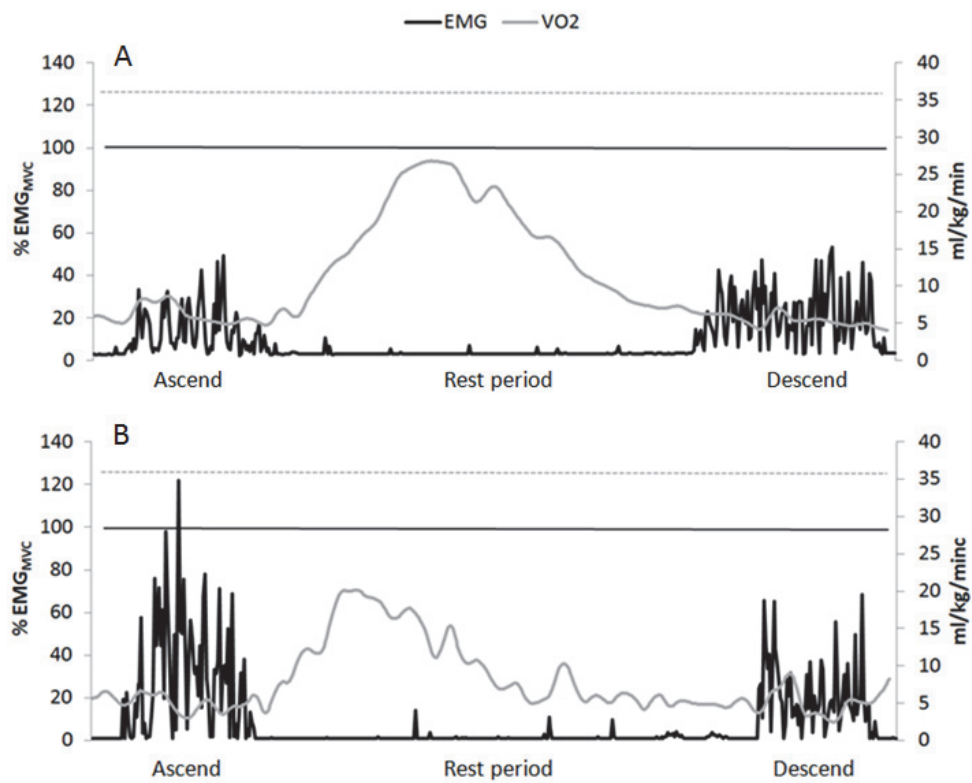 EMG VO2
A
140 120 100 80 60 40 20 0
% EMG_MVC
40 35 30 25 20 15 10 5 0
ml/kg/min
Ascend Rest period Descend
B
140 120 100 80 60 40 20 0
% EMG_MVC
40 35 30 25 20 15 10 5 0
ml/kg/minc
Ascend Rest period Descend